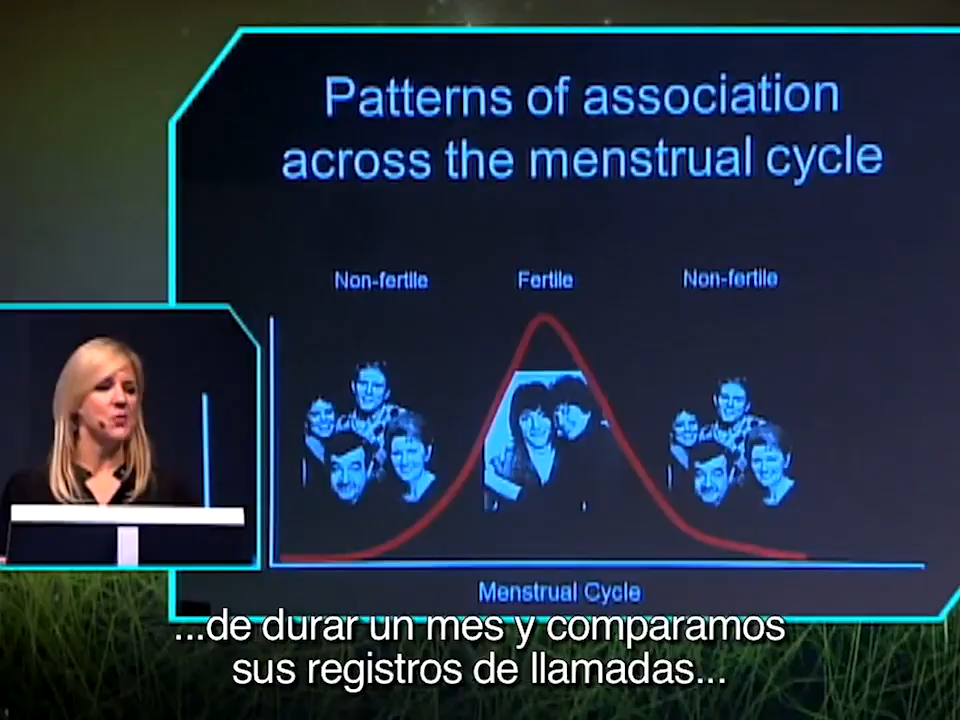 Patterns of association
across the menstrual cycle
Non-fertile
Fertile
Non-fertile
Menstrual Cycle
...de durar un mes y comparamos
sus registros de llamadas...